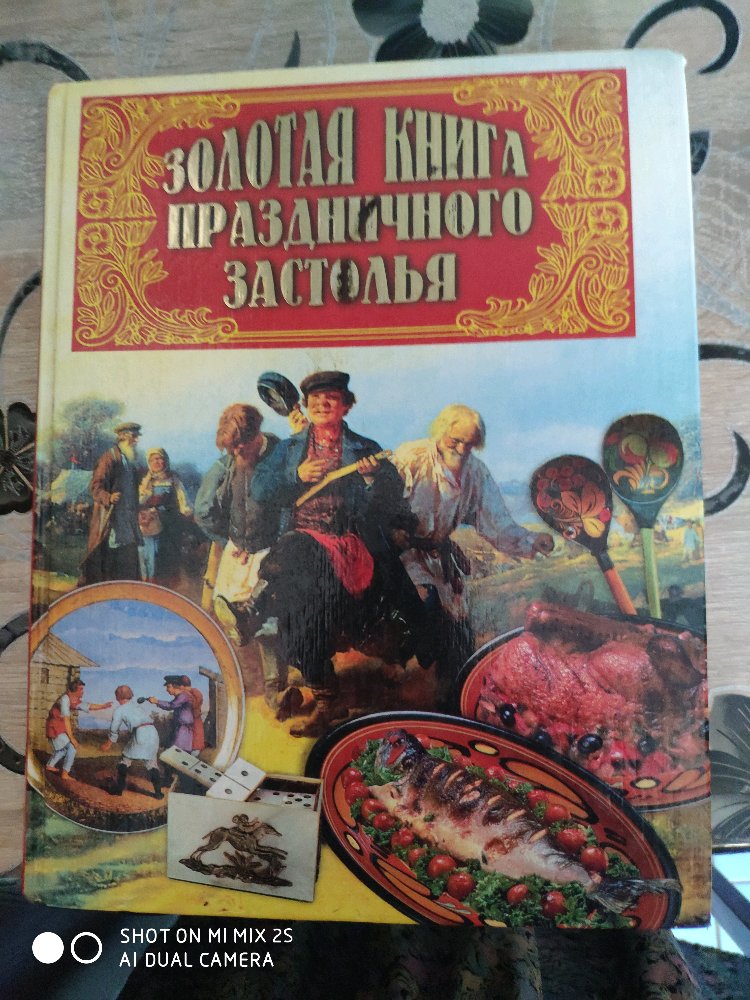 ЗОЛОТАЯ КНИГА
ПРАЗДНИЧНОГО
ЗАСТОЛЬЯ
SHOT ON MI MIX 2S
AI DUAL CAMERA